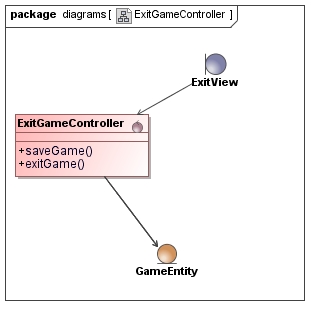 package diagrams [ ExitGameController ]
ExitView
ExitGameController
+saveGame()
+exitGame()
GameEntity